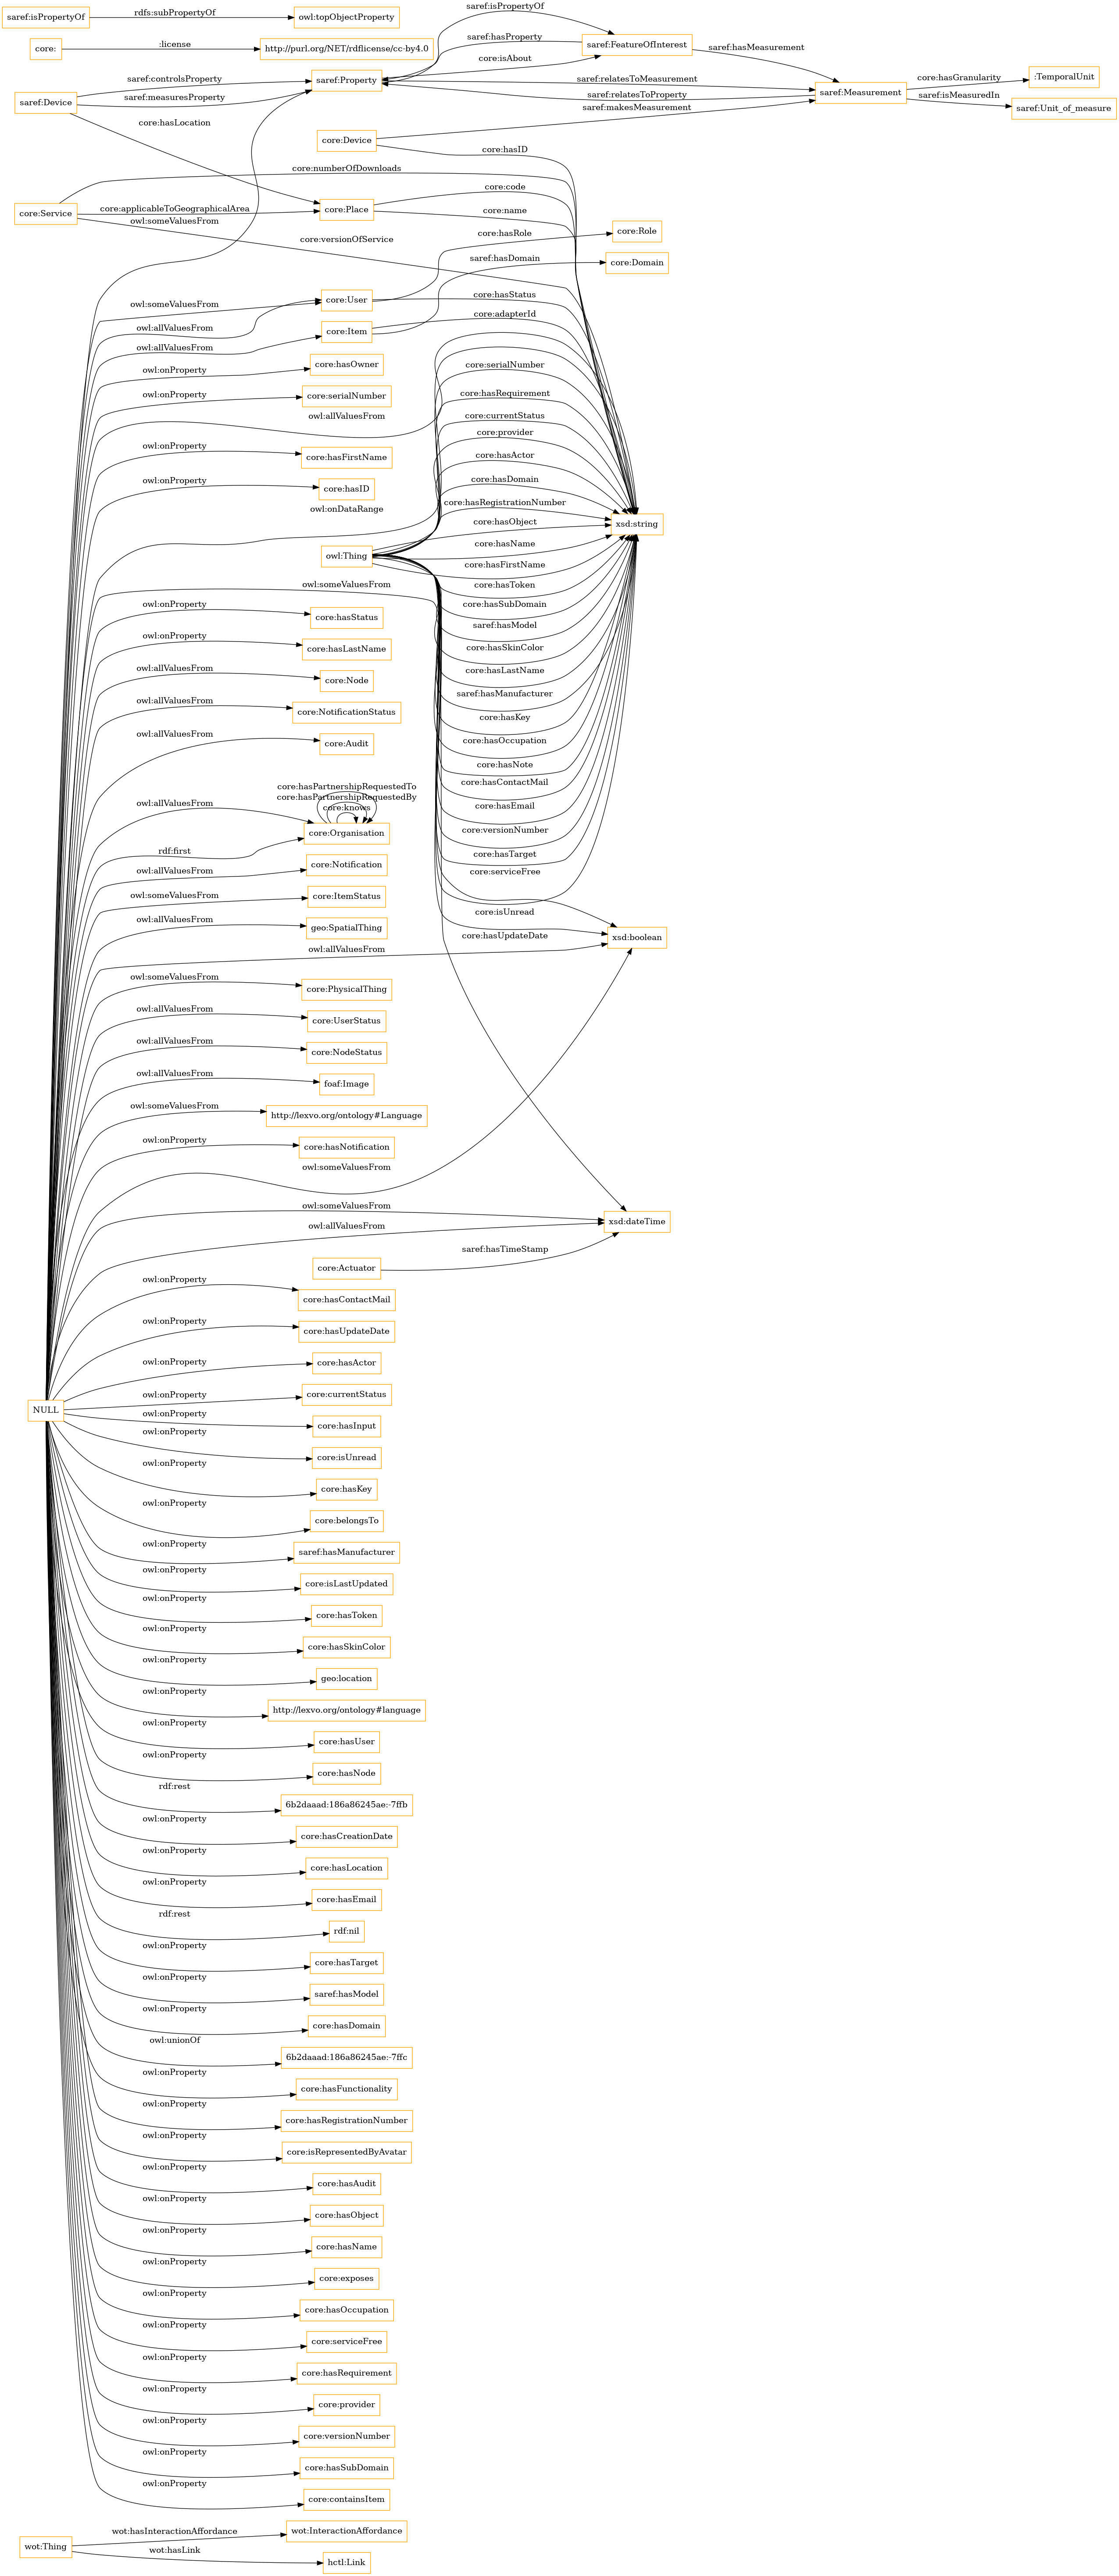 saref:isPropertyOf
rdfs:subPropertyOf
owl:topObjectProperty
saref:isPropertyOf
core:
:license
http://purl.org/NET/rdflicense/cc-by4.0
saref:hasProperty
saref:FeatureOfInterest
saref:hasMeasurement
core:isAbout
saref:controlsProperty
saref:Property
saref:relatesToMeasurement
core:hasGranularity
:TemporalUnit
saref:Device
saref:measuresProperty
saref:relatesToProperty
saref:Measurement
saref:isMeasuredIn
saref:Unit_of_measure
saref:makesMeasurement
core:hasLocation
core:Device
core:hasID
core:numberOfDownloads
core:code
core:Service
core:applicableToGeographicalArea
core:Place
core:name
owl:someValuesFrom
core:versionOfService
core:hasRole
core:Role
saref:hasDomain
core:Domain
owl:someValuesFrom
core:User
core:hasStatus
owl:allValuesFrom
core:adapterId
owl:allValuesFrom
core:Item
owl:onProperty
core:hasOwner
core:serialNumber
owl:onProperty
core:serialNumber
core:hasRequirement
owl:allValuesFrom
core:currentStatus
core:provider
owl:onProperty
core:hasFirstName
core:hasActor
core:hasDomain
owl:onProperty
core:hasID
core:hasRegistrationNumber
owl:onDataRange
core:hasObject
xsd:string
core:hasName
owl:Thing
core:hasFirstName
owl:someValuesFrom
core:hasToken
owl:onProperty
core:hasStatus
core:hasSubDomain
saref:hasModel
owl:onProperty
core:hasLastName
core:hasSkinColor
owl:allValuesFrom
core:Node
core:hasLastName
saref:hasManufacturer
owl:allValuesFrom
core:NotificationStatus
core:hasKey
owl:allValuesFrom
core:Audit
core:hasOccupation
core:hasNote
core:hasPartnershipRequestedTo
core:hasContactMail
core:hasPartnershipRequestedBy
owl:allValuesFrom
core:knows
core:hasEmail
core:Organisation
core:versionNumber
rdf:first
core:hasTarget
owl:allValuesFrom
core:Notification
core:serviceFree
owl:someValuesFrom
core:ItemStatus
core:isUnread
owl:allValuesFrom
geo:SpatialThing
core:hasUpdateDate
xsd:boolean
owl:allValuesFrom
owl:someValuesFrom
core:PhysicalThing
owl:allValuesFrom
core:UserStatus
owl:allValuesFrom
core:NodeStatus
owl:allValuesFrom
foaf:Image
owl:someValuesFrom
http://lexvo.org/ontology#Language
owl:onProperty
core:hasNotification
owl:someValuesFrom
owl:someValuesFrom
xsd:dateTime
owl:allValuesFrom
saref:hasTimeStamp
core:Actuator
owl:onProperty
core:hasContactMail
owl:onProperty
core:hasUpdateDate
owl:onProperty
core:hasActor
owl:onProperty
core:currentStatus
NULL
owl:onProperty
core:hasInput
owl:onProperty
core:isUnread
owl:onProperty
core:hasKey
owl:onProperty
core:belongsTo
owl:onProperty
saref:hasManufacturer
owl:onProperty
core:isLastUpdated
owl:onProperty
core:hasToken
owl:onProperty
core:hasSkinColor
owl:onProperty
geo:location
owl:onProperty
http://lexvo.org/ontology#language
owl:onProperty
core:hasUser
owl:onProperty
core:hasNode
rdf:rest
6b2daaad:186a86245ae:-7ffb
owl:onProperty
core:hasCreationDate
owl:onProperty
core:hasLocation
owl:onProperty
core:hasEmail
rdf:rest
rdf:nil
owl:onProperty
core:hasTarget
owl:onProperty
saref:hasModel
owl:onProperty
core:hasDomain
owl:unionOf
6b2daaad:186a86245ae:-7ffc
owl:onProperty
core:hasFunctionality
owl:onProperty
core:hasRegistrationNumber
owl:onProperty
core:isRepresentedByAvatar
owl:onProperty
core:hasAudit
owl:onProperty
core:hasObject
owl:onProperty
core:hasName
owl:onProperty
core:exposes
owl:onProperty
core:hasOccupation
owl:onProperty
core:serviceFree
owl:onProperty
core:hasRequirement
owl:onProperty
core:provider
owl:onProperty
core:versionNumber
owl:onProperty
core:hasSubDomain
owl:onProperty
core:containsItem
wot:Thing
wot:hasInteractionAffordance
wot:InteractionAffordance
wot:hasLink
hctl:Link